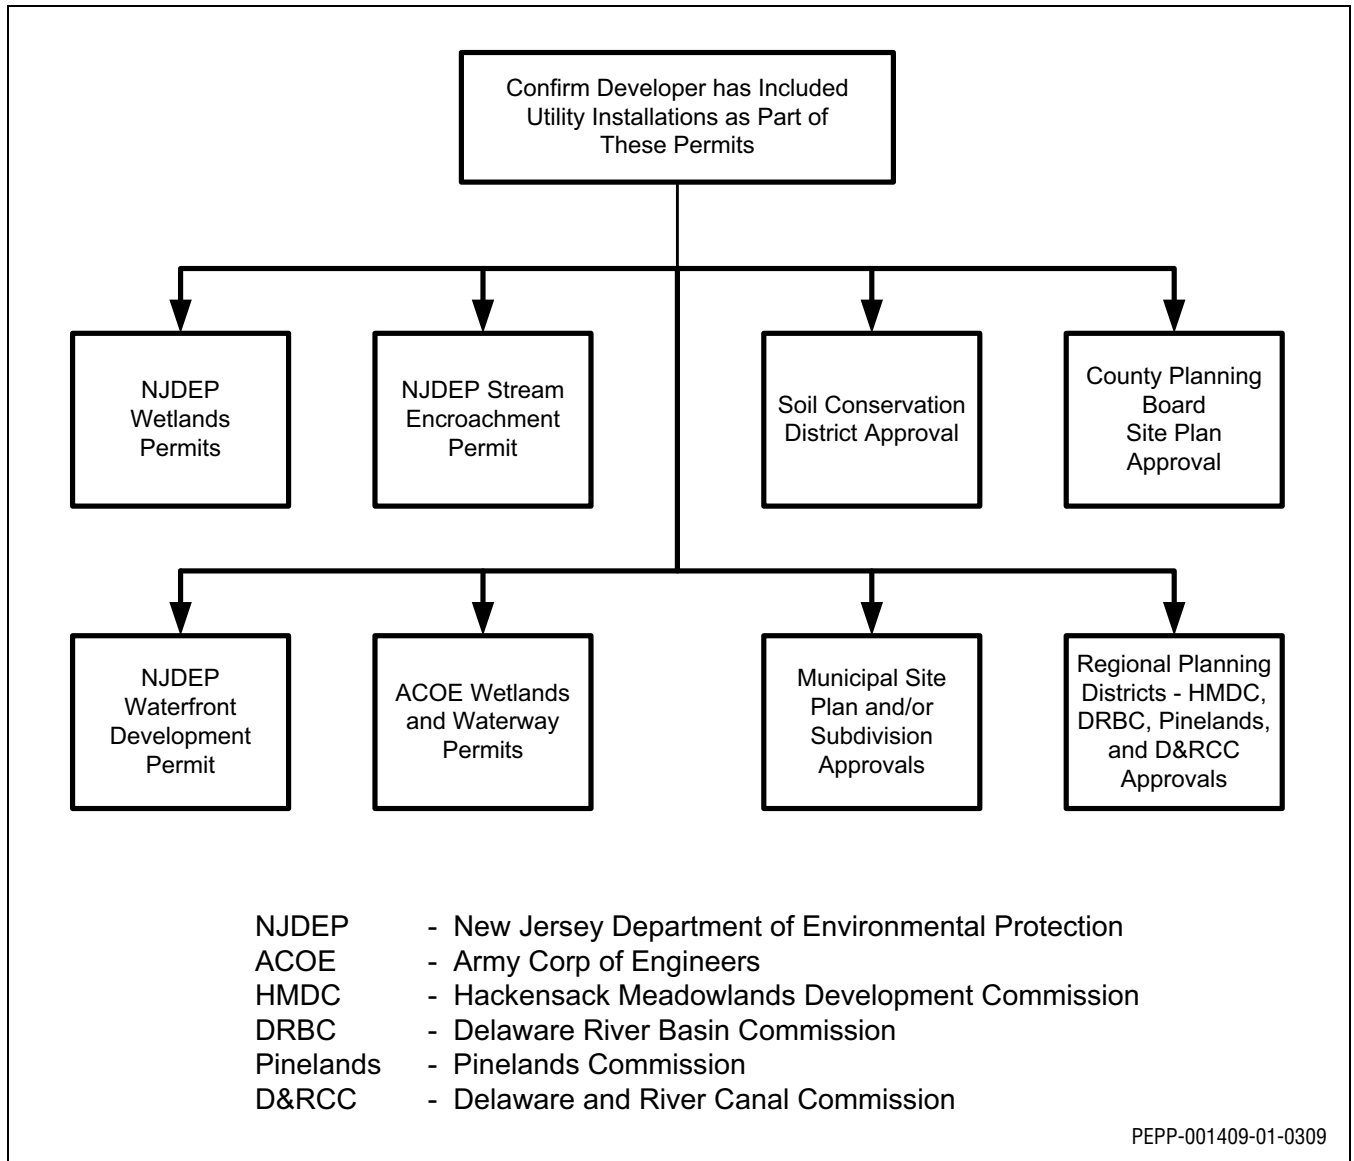 Confirm Developer has Included
Utility Installations as Part of
These Permits
NJDEP
Wetlands
Permits
NJDEP Stream
Encroachment
Permit
Soil Conservation
District Approval
County Planning
Board
Site Plan
Approval
NJDEP
Waterfront
Development
Permit
ACOE Wetlands
and Waterway
Permits
Municipal Site
Plan and/or
Subdivision
Approvals
Regional Planning
Districts - HMDC,
DRBC, Pinelands,
and D&RCC
Approvals
NJDEP - New Jersey Department of Environmental Protection
ACOE - Army Corp of Engineers
HMDC - Hackensack Meadowlands Development Commission
DRBC - Delaware River Basin Commission
Pinelands - Pinelands Commission
D&RCC - Delaware and River Canal Commission
PEPP-001409-01-0309